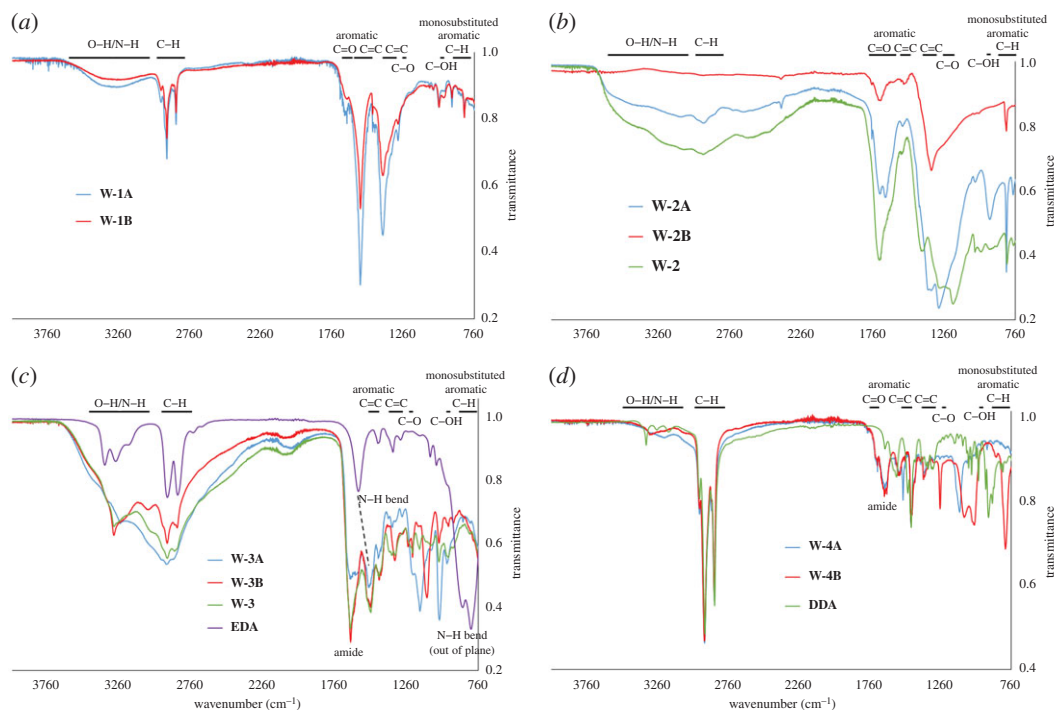 (a)
monosubstituted
aromatic aromatic
O–H/N–H C–H C=O C=C C=C C–H
C–O C–OH
1.0
0.8
0.6
0.4
0.2
transmittance
W-1A
W-1B
3760 3260 2760 2260 1760 1260 760
(b)
monosubstituted
aromatic aromatic
O–H/N–H C–H C=O C=C C=C C–H
C–O C–OH
1.0
0.8
0.6
0.4
0.2
transmittance
W-2A
W-2B
W-2
3760 3260 2760 2260 1760 1260 760
(c)
monosubstituted
aromatic aromatic
O–H/N–H C–H C=C C=C C–H
C–O C–OH
1.0
0.8
0.6
0.4
0.2
transmittance
N–H bend
W-3A
W-3B
W-3
EDA
amide
N–H bend
(out of plane)
3760 3260 2760 2260 1760 1260 760
wavenumber (cm⁻¹)
(d)
monosubstituted
aromatic aromatic
O–H/N–H C–H C=O C=C C=C C–H
C–O C–OH
1.0
0.8
0.6
0.4
transmittance
amide
W-4A
W-4B
DDA
3760 3260 2760 2260 1760 1260 760
wavenumber (cm⁻¹)